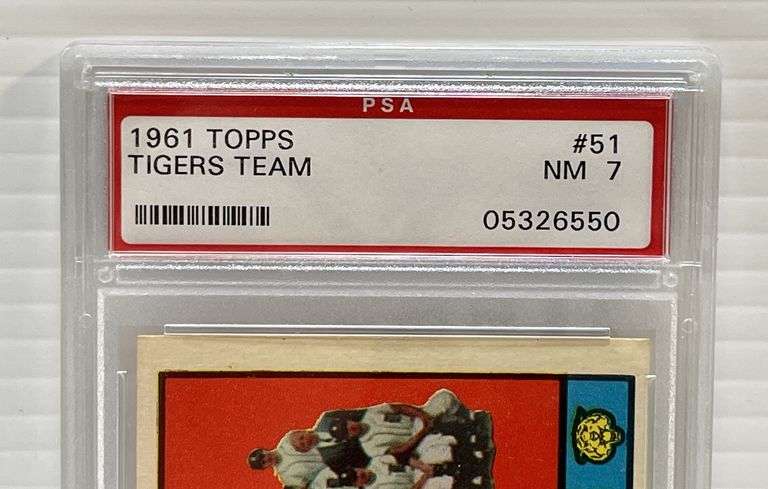 PSA
1961 TOPPS #51
TIGERS TEAM NM 7
05326550